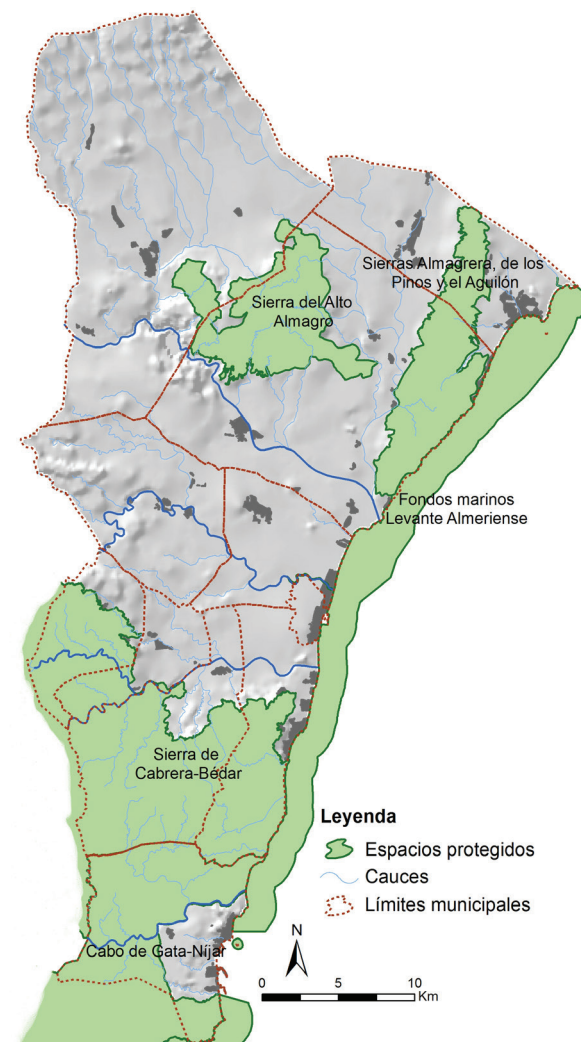 Sierras Almagrera, de los
Pinos y el Aguilón
Sierra del Alto
Almagro
Fondos marinos
Levante Almeriense
Sierra de
Cabrera-Bédar
Leyenda
Espacios protegidos
Cauces
Límites municipales
Cabo de Gata-Níjar
N
0 5 10
Km